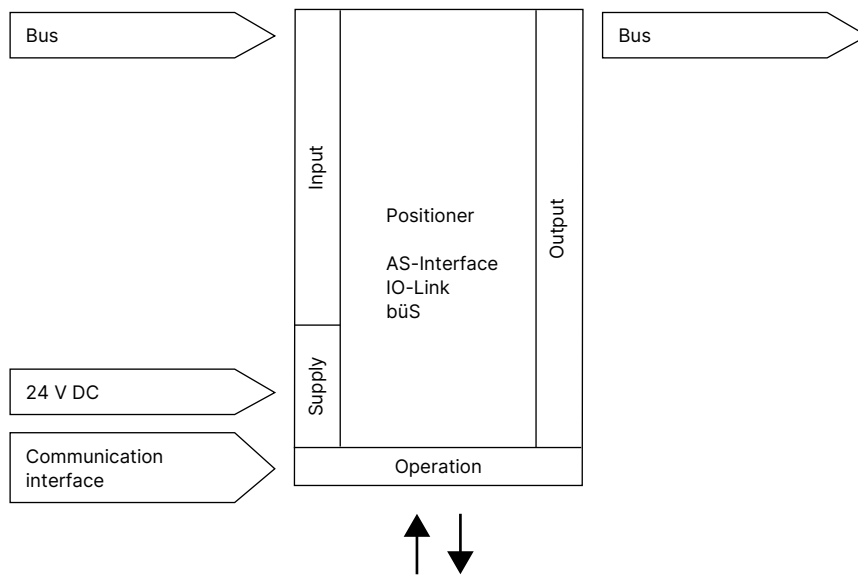 Bus
Bus
Input
Positioner
AS-Interface
IO-Link
büS
Output
Supply
24 V DC
Communication
interface
Operation